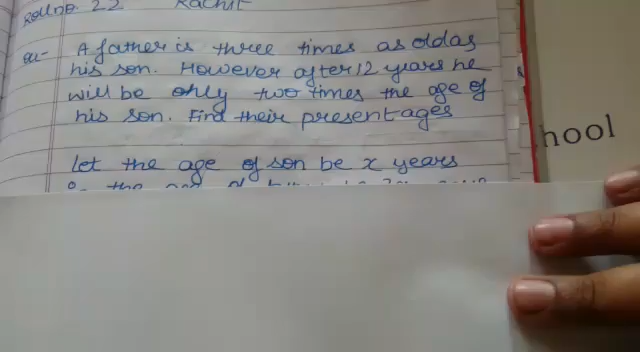 Roll no. 22 Rachit
Qu- A father is three times as old as
his son. However after 12 years he
will be only two times the age of
his son. Find their present ages
hool
Let the age of son be x years